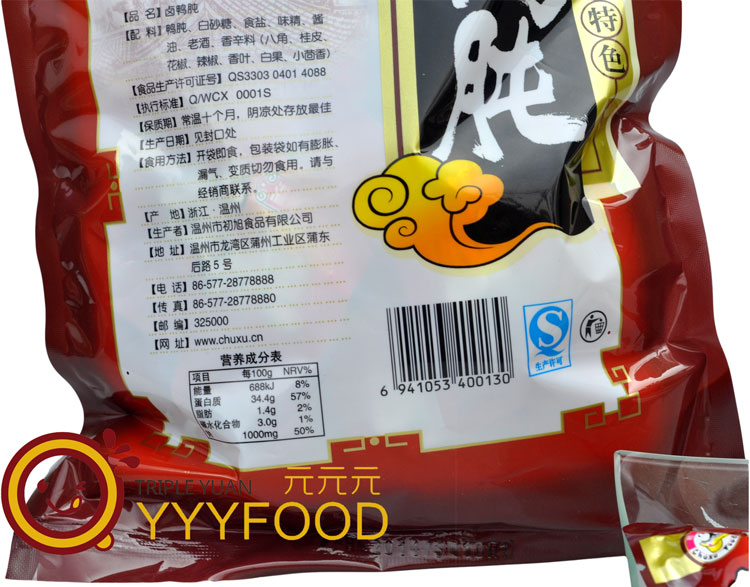 【品 名】卤鸭肫
【配 料】鸭肫、白砂糖、食盐、味精、酱
油、老酒、香辛料(八角、桂皮、
花椒、辣椒、香叶、白果、小茴香)
【食品生产许可证号】QS3303 0401 4088
【执行标准】Q/WCX 0001S
【保质期】常温十个月，阴凉处存放最佳
【生产日期】见封口处
【食用方法】开袋即食，包装袋如有膨胀、
漏气，变质切勿食用。请与
经销商联系。
【产 地】浙江·温州
【生产者】温州市初旭食品有限公司
【地 址】温州市龙湾区蒲州工业区蒲东
后路5号
【电 话】86-577-28778888
【传 真】86-577-28778880
【邮 编】325000
【网 址】www.chuxu.cn
营养成分表
项目 每100g NRV%
能量 688kJ 8%
蛋白质 34.4g 57%
脂肪 1.4g 2%
水化合物 3.0g 1%
1000mg 50%
肫
特色
6 941053 400130
S
生产许可
TRIPLE YUAN 元元元
YYYFOOD